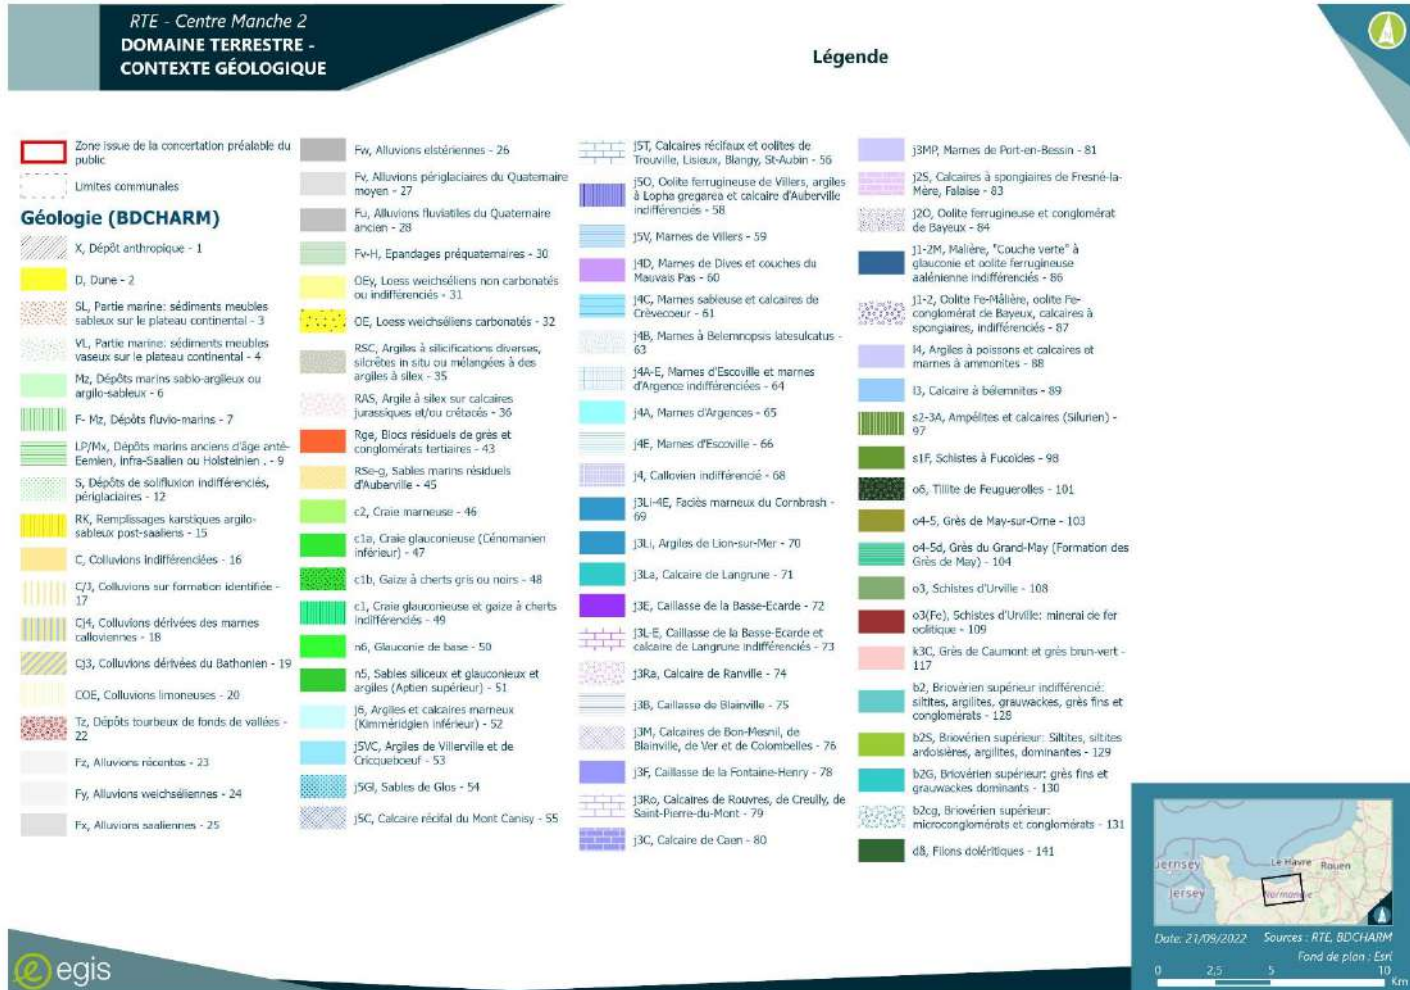 RTE - Centre Manche 2
DOMAINE TERRESTRE -
CONTEXTE GÉOLOGIQUE
Légende
Zone issue de la concertation préalable du
public
Limites communales
Géologie (BDCHARM)
X, Dépôt anthropique - 1
D, Dune - 2
SL, Partie marine: sédiments meubles
sableux sur le plateau continental - 3
VL, Partie marine: sédiments meubles
vaseux sur le plateau continental - 4
Mz, Dépôts marins sablo-argileux ou
argilo-sableux - 6
F- Mz, Dépôts fluvio-marins - 7
LP/Mx, Dépôts marins anciens d'âge anté-
Eemien, infra-Saalien ou Holsteinien . - 9
S, Dépôts de solifluxion indifférenciés,
périglaciaires - 12
RK, Remplissages karstiques argilo-
sableux post-saaliens - 15
C, Colluvions indifférenciées - 16
C/J, Colluvions sur formation identifiée -
17
Cj4, Colluvions dérivées des marnes
calloviennes - 18
Cj3, Colluvions dérivées du Bathonien - 19
COE, Colluvions limoneuses - 20
Tz, Dépôts tourbeux de fonds de vallées -
22
Fz, Alluvions récentes - 23
Fy, Alluvions weichséliennes - 24
Fx, Alluvions saaliennes - 25
Fw, Alluvions elstériennes - 26
Fv, Alluvions périglaciaires du Quaternaire
moyen - 27
Fu, Alluvions fluviatiles du Quaternaire
ancien - 28
Fv-H, Epandages préquaternaires - 30
OEy, Loess weichséliens non carbonatés
ou indifférenciés - 31
OE, Loess weichséliens carbonatés - 32
RSC, Argiles à silicifications diverses,
silcrètes in situ ou mélangées à des
argiles à silex - 35
RAS, Argile à silex sur calcaires
jurassiques et/ou crétacés - 36
Rge, Blocs résiduels de grès et
conglomérats tertiaires - 43
RSe-g, Sables marins résiduels
d'Auberville - 45
c2, Craie marneuse - 46
c1a, Craie glauconieuse (Cénomanien
inférieur) - 47
c1b, Gaize à cherts gris ou noirs - 48
c1, Craie glauconieuse et gaize à cherts
indifférenciés - 49
n6, Glauconie de base - 50
n5, Sables siliceux et glauconieux et
argiles (Aptien supérieur) - 51
j6, Argiles et calcaires marneux
(Kimméridgien inférieur) - 52
j5VC, Argiles de Villerville et de
Cricquebœuf - 53
j5Gl, Sables de Glos - 54
j5C, Calcaire récifal du Mont Canisy - 55
j5T, Calcaires récifaux et oolites de
Trouville, Lisieux, Blangy, St-Aubin - 56
j5O, Oolite ferrugineuse de Villers, argiles
à Lopha gregarea et calcaire d'Auberville
indifférenciés - 58
j5V, Marnes de Villers - 59
j4D, Marnes de Dives et couches du
Mauvais Pas - 60
j4C, Marnes sableuse et calcaires de
Crèvecoeur - 61
j4B, Marnes à Belemnopsis latesulcatus -
63
j4A-E, Marnes d'Escoville et marnes
d'Argence indifférenciées - 64
j4A, Marnes d'Argences - 65
j4E, Marnes d'Escoville - 66
j4, Callovien indifférencié - 68
j3Li-4E, Faciès marneux du Cornbrash -
69
j3Li, Argiles de Lion-sur-Mer - 70
j3La, Calcaire de Langrune - 71
j3E, Caillasse de la Basse-Ecarde - 72
j3L-E, Caillasse de la Basse-Ecarde et
calcaire de Langrune indifférenciés - 73
j3Ra, Calcaire de Ranville - 74
j3B, Caillasse de Blainville - 75
j3M, Calcaires de Bon-Mesnil, de
Blainville, de Ver et de Colombelles - 76
j3F, Caillasse de la Fontaine-Henry - 78
j3Ro, Calcaires de Rouvres, de Creully, de
Saint-Pierre-du-Mont - 79
j3C, Calcaire de Caen - 80
j3MP, Marnes de Port-en-Bessin - 81
j2S, Calcaires à spongiaires de Fresné-la-
Mère, Falaise - 83
j2O, Oolite ferrugineuse et conglomérat
de Bayeux - 84
j1-2M, Malière, "Couche verte" à
glauconie et oolite ferrugineuse
aalénienne indifférenciés - 86
j1-2, Oolite Fe-Mâlière, oolite Fe-
conglomérat de Bayeux, calcaires à
spongiaires, indifférenciés - 87
l4, Argiles à poissons et calcaires et
marnes à ammonites - 88
l3, Calcaire à bélemnites - 89
s2-3A, Ampélites et calcaires (Silurien) -
97
s1F, Schistes à Fucoides - 98
o6, Tillite de Feuguerolles - 101
o4-5, Grès de May-sur-Orne - 103
o4-5d, Grès du Grand-May (Formation des
Grès de May) - 104
o3, Schistes d'Urville - 108
o3(Fe), Schistes d'Urville: minerai de fer
oolitique - 109
k3C, Grès de Caumont et grès brun-vert -
117
b2, Briovérien supérieur indifférencié:
siltites, argilites, grauwackes, grès fins et
conglomérats - 128
b2S, Briovérien supérieur: Siltites, siltites
ardoisières, argilites, dominantes - 129
b2G, Briovérien supérieur: grès fins et
grauwackes dominants - 130
b2cg, Briovérien supérieur:
microconglomérats et conglomérats - 131
dß, Filons doléritiques - 141
Le Havre
Rouen
Jersey
Normandie
Date: 21/09/2022 Sources : RTE, BDCHARM
Fond de plan : Esri
0 2,5 5 10
Km
egis